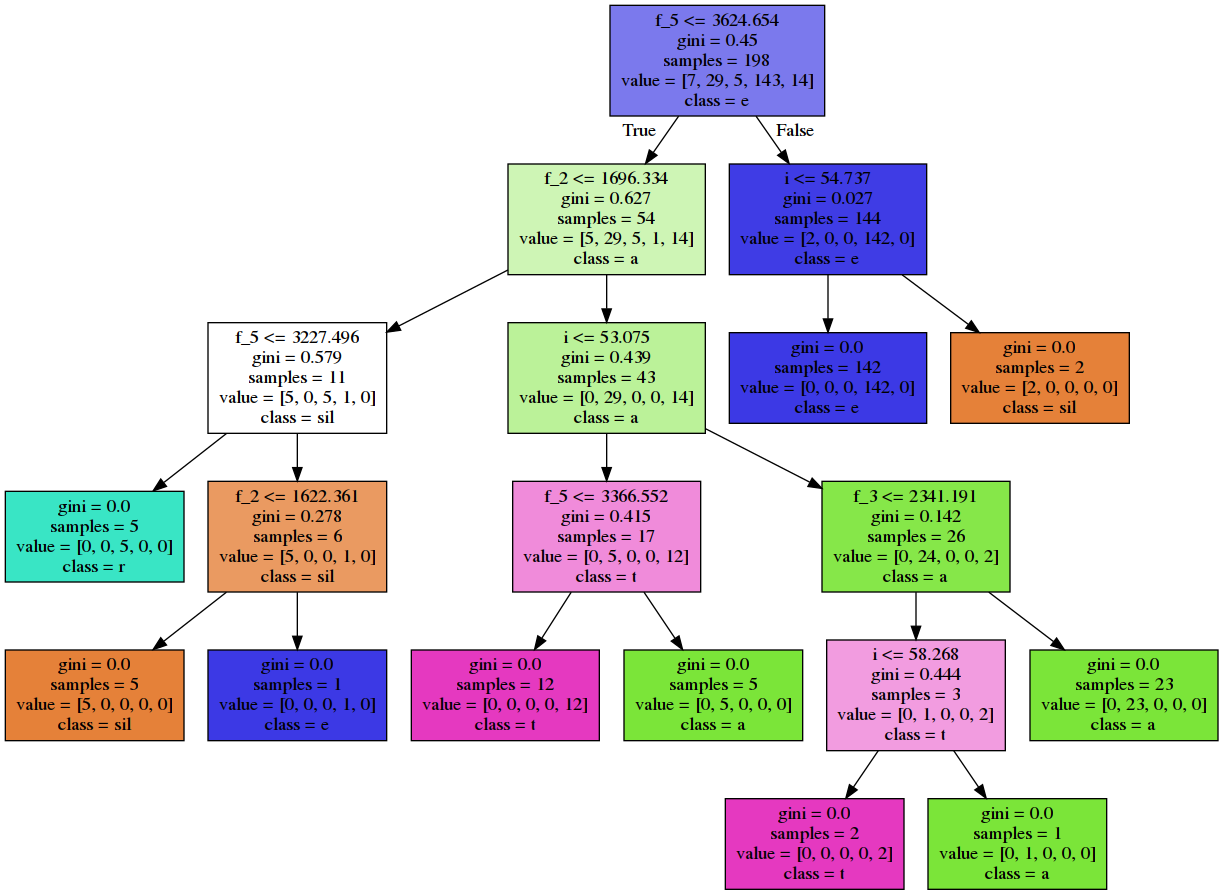 f_5 <= 3624.654
gini = 0.45
samples = 198
value = [7, 29, 5, 143, 14]
class = e
True
False
f_2 <= 1696.334
gini = 0.627
samples = 54
value = [5, 29, 5, 1, 14]
class = a
i <= 54.737
gini = 0.027
samples = 144
value = [2, 0, 0, 142, 0]
class = e
f_5 <= 3227.496
gini = 0.579
samples = 11
value = [5, 0, 5, 1, 0]
class = sil
i <= 53.075
gini = 0.439
samples = 43
value = [0, 29, 0, 0, 14]
class = a
gini = 0.0
samples = 142
value = [0, 0, 0, 142, 0]
class = e
gini = 0.0
samples = 2
value = [2, 0, 0, 0, 0]
class = sil
gini = 0.0
samples = 5
value = [0, 0, 5, 0, 0]
class = r
f_2 <= 1622.361
gini = 0.278
samples = 6
value = [5, 0, 0, 1, 0]
class = sil
f_5 <= 3366.552
gini = 0.415
samples = 17
value = [0, 5, 0, 0, 12]
class = t
f_3 <= 2341.191
gini = 0.142
samples = 26
value = [0, 24, 0, 0, 2]
class = a
gini = 0.0
samples = 5
value = [5, 0, 0, 0, 0]
class = sil
gini = 0.0
samples = 1
value = [0, 0, 0, 1, 0]
class = e
gini = 0.0
samples = 12
value = [0, 0, 0, 0, 12]
class = t
gini = 0.0
samples = 5
value = [0, 5, 0, 0, 0]
class = a
i <= 58.268
gini = 0.444
samples = 3
value = [0, 1, 0, 0, 2]
class = t
gini = 0.0
samples = 23
value = [0, 23, 0, 0, 0]
class = a
gini = 0.0
samples = 2
value = [0, 0, 0, 0, 2]
class = t
gini = 0.0
samples = 1
value = [0, 1, 0, 0, 0]
class = a